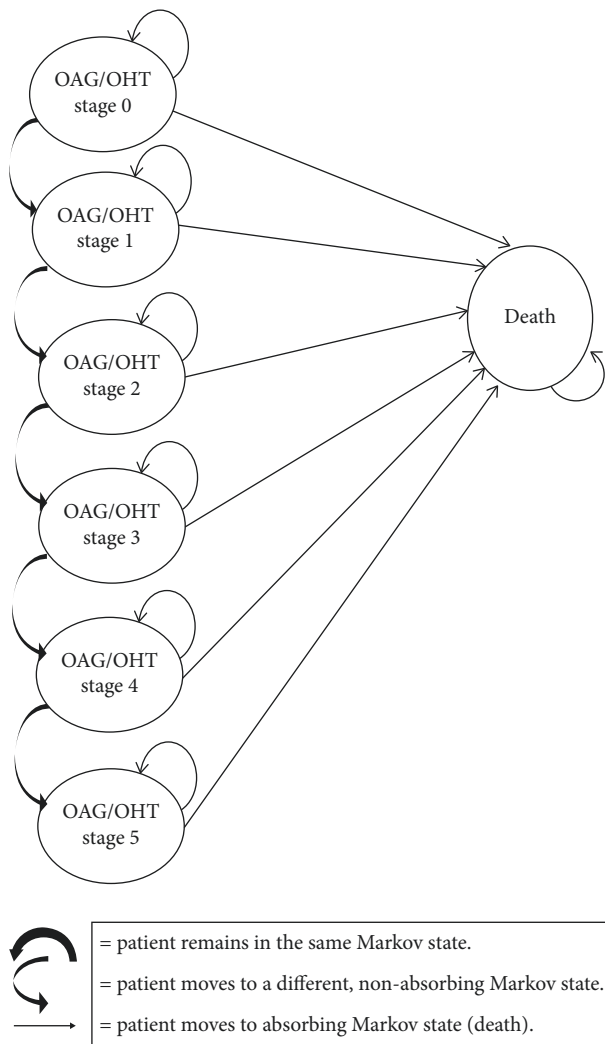 OAG/OHT
stage 0
OAG/OHT
stage 1
OAG/OHT
stage 2
Death
OAG/OHT
stage 3
OAG/OHT
stage 4
OAG/OHT
stage 5
= patient remains in the same Markov state.
= patient moves to a different, non-absorbing Markov state.
= patient moves to absorbing Markov state (death).